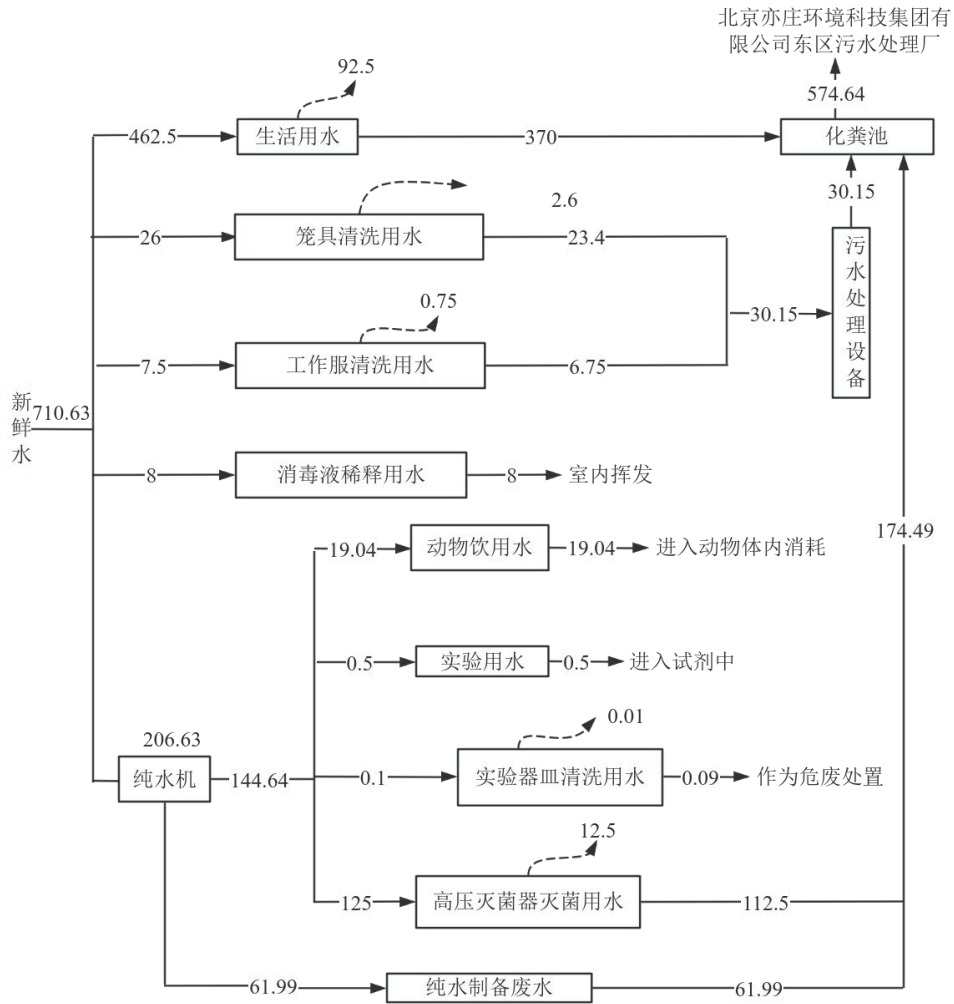 北京亦庄环境科技集团有
限公司东区污水处理厂
574.64
92.5
462.5
生活用水
370
化粪池
30.15
2.6
26
笼具清洗用水
23.4
污水处理设备
0.75
30.15
7.5
工作服清洗用水
6.75
新鲜水
710.63
8
消毒液稀释用水
8
室内挥发
174.49
19.04
动物饮用水
19.04
进入动物体内消耗
0.5
实验用水
0.5
进入试剂中
0.01
206.63
纯水机
144.64
0.1
实验器皿清洗用水
0.09
作为危废处置
12.5
125
高压灭菌器灭菌用水
112.5
61.99
纯水制备废水
61.99